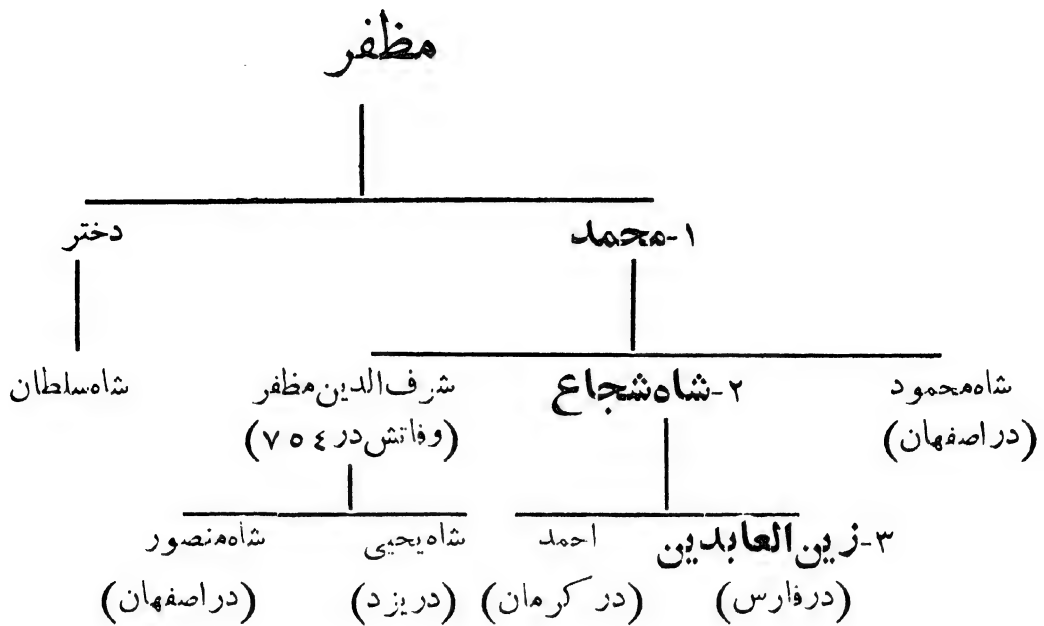 مظفر
۱-محمد دختر
شاه‌محمود ۲-شاه‌شجاع شرف‌الدین‌مظفر شاه‌سلطان
(در اصفهان) (وفاتش در ۷۵٤)
۳-زین‌العابدین احمد شاه‌یحیی شاه‌منصور
(در فارس) (در کرمان) (در یزد) (در اصفهان)